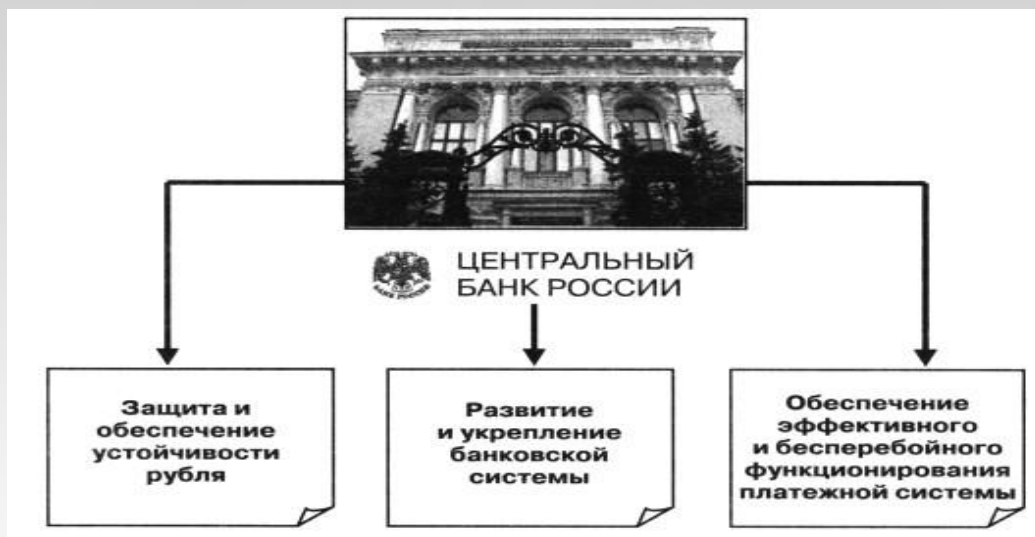 ЦЕНТРАЛЬНЫЙ
БАНК РОССИИ
Защита и
обеспечение
устойчивости
рубля
Развитие
и укрепление
банковской
системы
Обеспечение
эффективного
и бесперебойного
функционирования
платежной системы